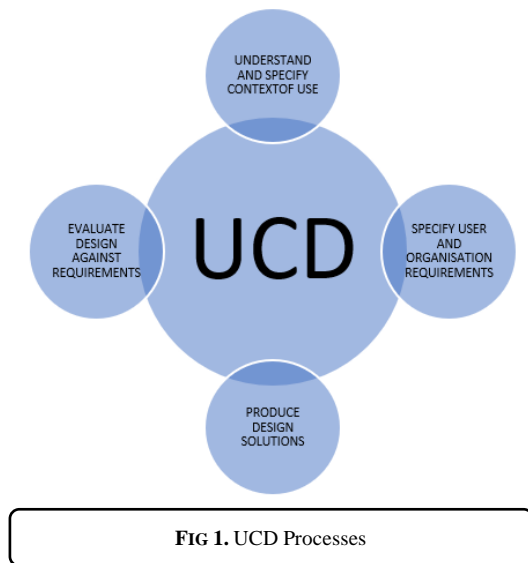 UNDERSTAND
AND SPECIFY
CONTEXTOF USE
UCD
EVALUATE
DESIGN
AGAINST
REQUIREMENTS
SPECIFY USER
AND
ORGANISATION
REQUIREMENTS
PRODUCE
DESIGN
SOLUTIONS
FIG 1. UCD Processes